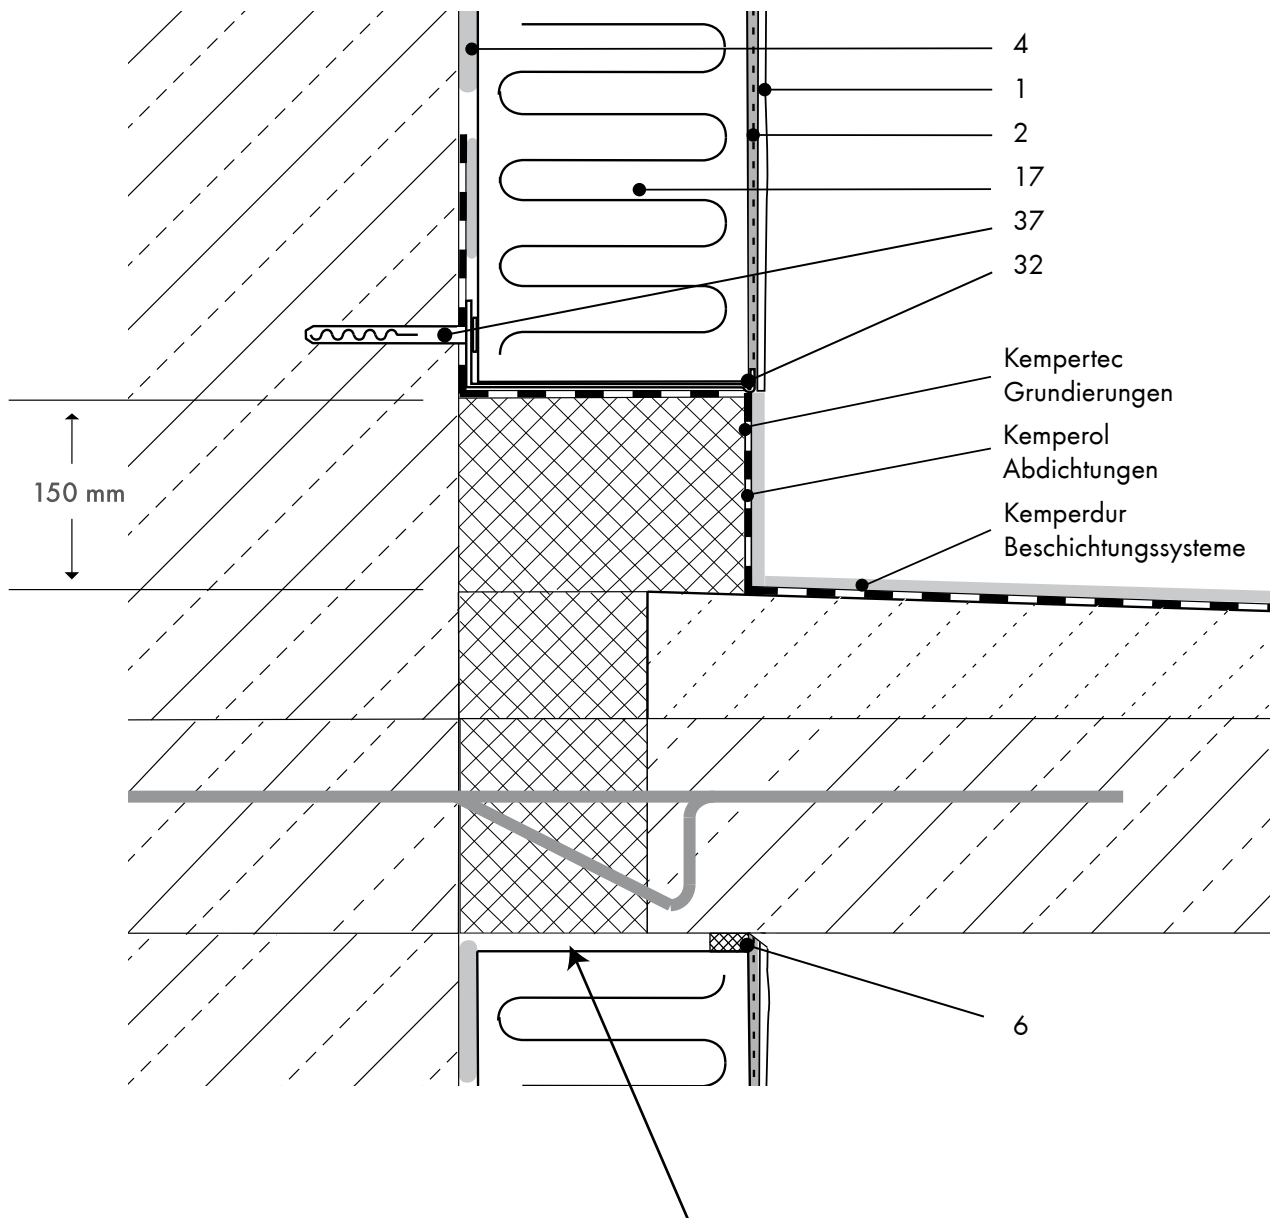 4
1
2
17
37
32
Kempertec
Grundierungen
Kemperol
Abdichtungen
150 mm
Kemperdur
Beschichtungssysteme
6